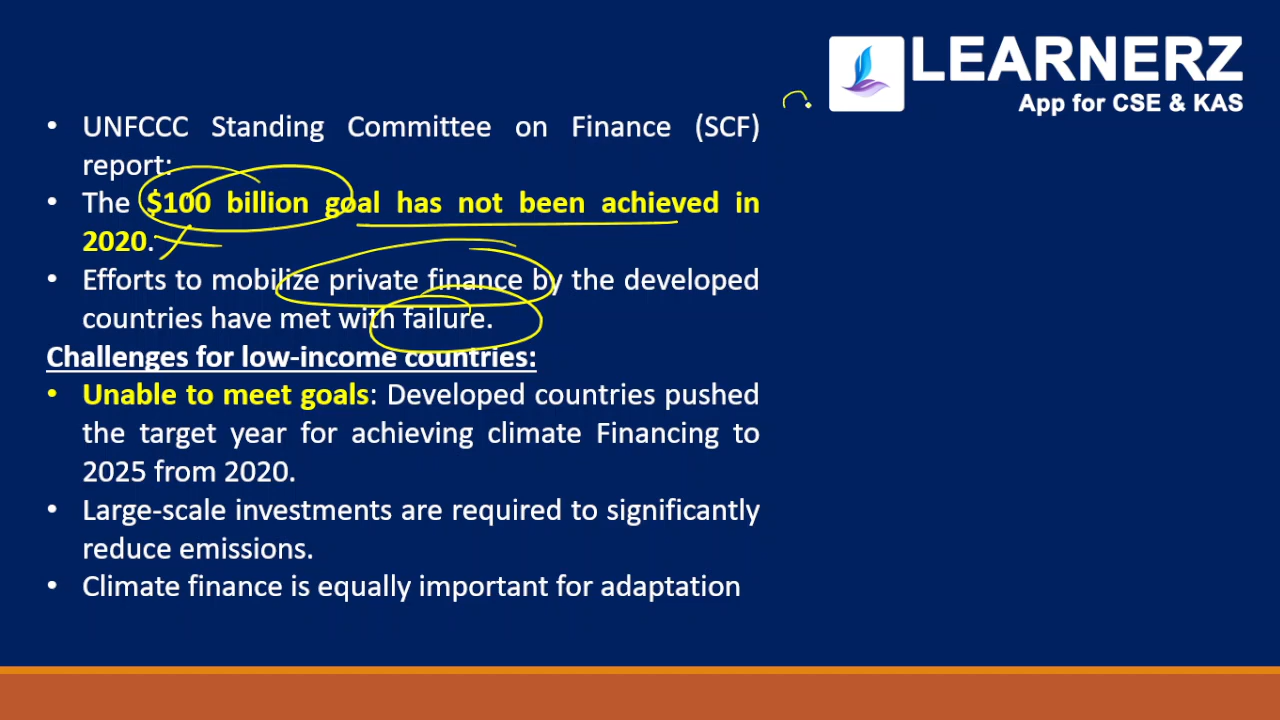 LEARNERZ
App for CSE & KAS
• UNFCCC Standing Committee on Finance (SCF)
report:
• The $100 billion goal has not been achieved in
2020.
• Efforts to mobilize private finance by the developed
countries have met with failure.
Challenges for low-income countries:
• Unable to meet goals: Developed countries pushed
the target year for achieving climate Financing to
2025 from 2020.
• Large-scale investments are required to significantly
reduce emissions.
• Climate finance is equally important for adaptation